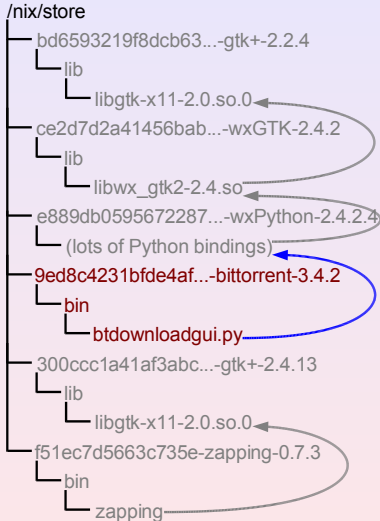 /nix/store
bd6593219f8dcb63...-gtk+-2.2.4
lib
libgtk-x11-2.0.so.0
ce2d7d2a41456bab...-wxGTK-2.4.2
lib
libwx_gtk2-2.4.so
e889db0595672287...-wxPython-2.4.2.4
(lots of Python bindings)
9ed8c4231bfde4af...-bittorrent-3.4.2
bin
btdownloadgui.py
300ccc1a41af3abc...-gtk+-2.4.13
lib
libgtk-x11-2.0.so.0
f51ec7d5663c735e-zapping-0.7.3
bin
zapping